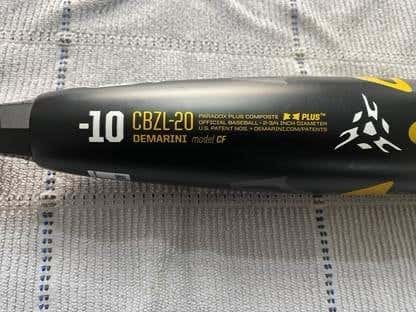 -10 CBZL-20
DEMARINI model CF
PARADOX PLUS COMPOSITE PLUS™
OFFICIAL BASEBALL • 2-3/4 INCH DIAMETER
U.S. PATENT NOS. • DEMARINI.COM/PATENTS